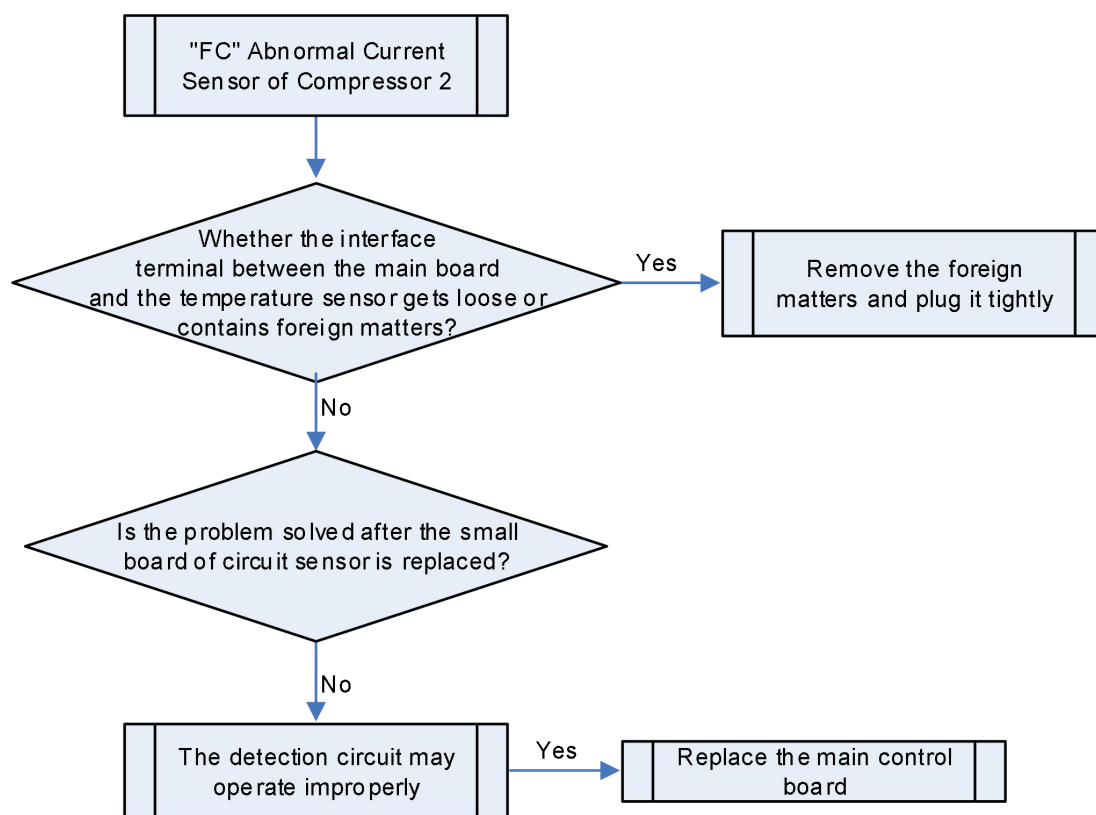 "FC" Abnormal Current
Sensor of Compressor 2
Whether the interface
terminal between the main board
and the temperature sensor gets loose or
contains foreign matters?
Yes
Remove the foreign
matters and plug it tightly
No
Is the problem solved after the small
board of circuit sensor is replaced?
No
The detection circuit may
operate improperly
Yes
Replace the main control
board